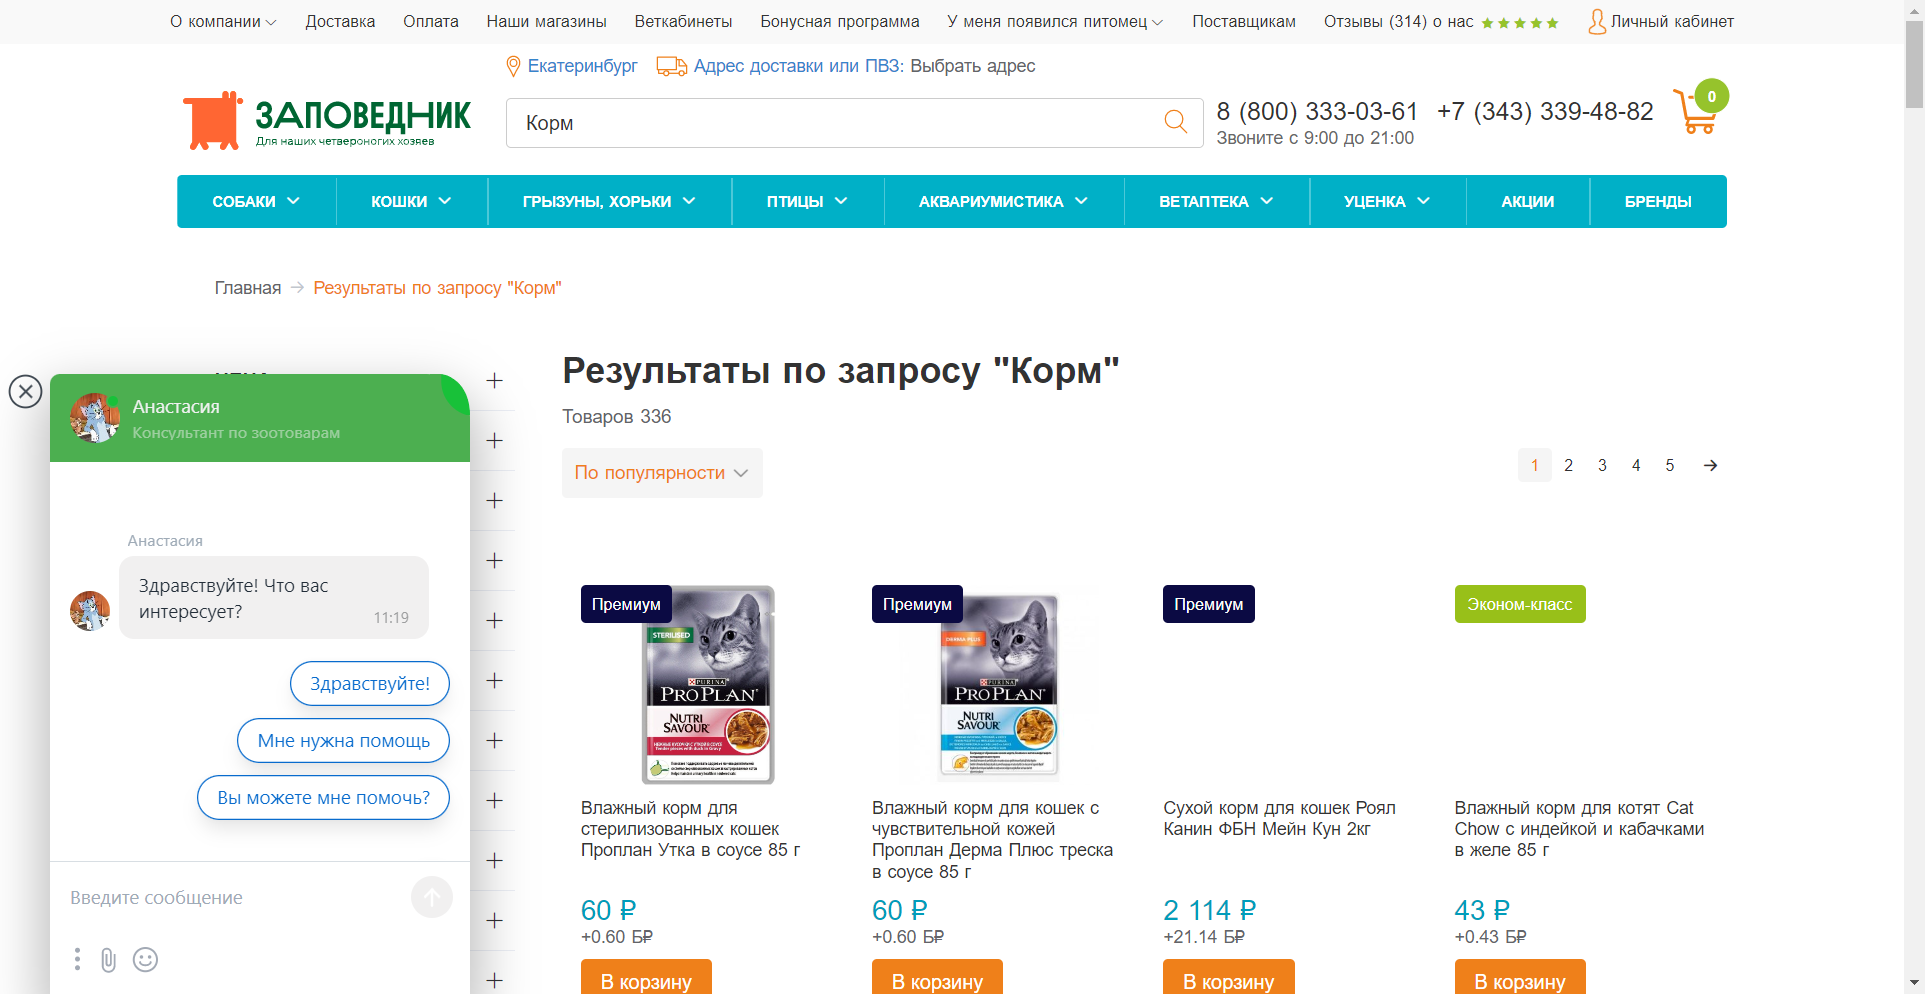 О компании
Доставка
Оплата
Наши магазины
Веткабинеты
Бонусная программа
У меня появился питомец
Поставщикам
Отзывы (314) о нас
Личный кабинет
Екатеринбург
Адрес доставки или ПВЗ: Выбрать адрес
ЗАПОВЕДНИК
Для наших четвероногих хозяев
Корм
8 (800) 333-03-61 +7 (343) 339-48-82
Звоните с 9:00 до 21:00
0
СОБАКИ
КОШКИ
ГРЫЗУНЫ, ХОРЬКИ
ПТИЦЫ
АКВАРИУМИСТИКА
ВЕТАПТЕКА
УЦЕНКА
АКЦИИ
БРЕНДЫ
Главная → Результаты по запросу "Корм"
Результаты по запросу "Корм"
Товаров 336
По популярности
1 2 3 4 5
Анастасия
Консультант по зоотоварам
Анастасия
Здравствуйте! Что вас
интересует?
11:19
Здравствуйте!
Мне нужна помощь
Вы можете мне помочь?
Введите сообщение
Премиум
STERILISED
PURINA
PRO PLAN
NUTRI
SAVOUR
Влажный корм для
стерилизованных кошек
Проплан Утка в соусе 85 г
60 ₽
+0.60 БР
В корзину
Премиум
DERMA PLUS
PURINA
PRO PLAN
NUTRI
SAVOUR
Влажный корм для кошек с
чувствительной кожей
Проплан Дерма Плюс треска
в соусе 85 г
60 ₽
+0.60 БР
В корзину
Премиум
Сухой корм для кошек Роял
Канин ФБН Мейн Кун 2кг
2 114 ₽
+21.14 БР
В корзину
Эконом-класс
Влажный корм для котят Cat
Chow с индейкой и кабачками
в желе 85 г
43 ₽
+0.43 БР
В корзину